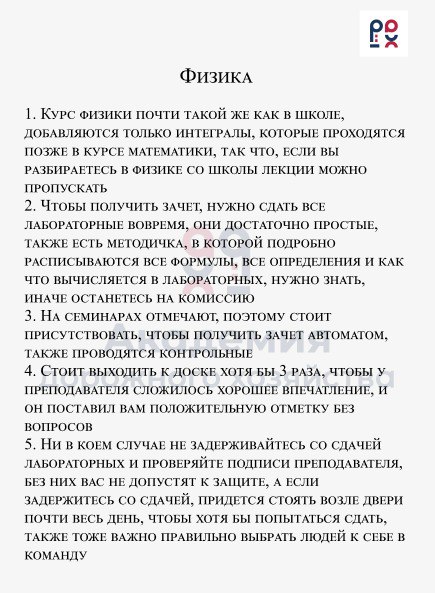 Физика
1. Курс физики почти такой же как в школе,
добавляются только интегралы, которые проходятся
позже в курсе математики, так что, если вы
разбираетесь в физике со школы лекции можно
пропускать
2. Чтобы получить зачет, нужно сдать все
лабораторные вовремя, они достаточно простые,
также есть методичка, в которой подробно
расписываются все формулы, все определения и как
что вычисляется в лабораторных, нужно знать,
иначе останетесь на комиссию
3. На семинарах отмечают, поэтому стоит
присутствовать, чтобы получить зачет автоматом,
также проводятся контрольные
4. Стоит выходить к доске хотя бы 3 раза, чтобы у
преподавателя сложилось хорошее впечатление, и
он поставил вам положительную отметку без
вопросов
5. Ни в коем случае не задерживайтесь со сдачей
лабораторных и проверяйте подписи преподавателя,
без них вас не допустят к защите, а если
задержитесь со сдачей, придется стоять возле двери
почти весь день, чтобы хотя бы попытаться сдать,
также тоже важно правильно выбрать людей к себе в
команду
Академия
дорожного хозяйства